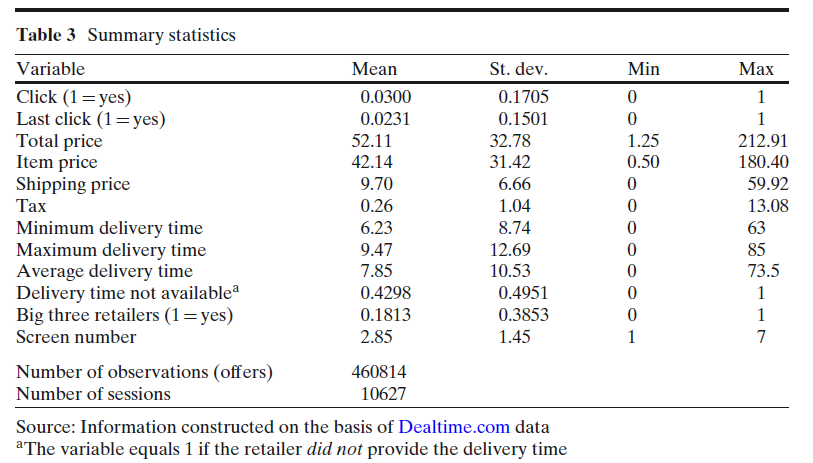 Table 3 Summary statistics
Variable Mean St. dev. Min Max
Click (1=yes) 0.0300 0.1705 0 1
Last click (1=yes) 0.0231 0.1501 0 1
Total price 52.11 32.78 1.25 212.91
Item price 42.14 31.42 0.50 180.40
Shipping price 9.70 6.66 0 59.92
Tax 0.26 1.04 0 13.08
Minimum delivery time 6.23 8.74 0 63
Maximum delivery time 9.47 12.69 0 85
Average delivery time 7.85 10.53 0 73.5
Delivery time not availableª 0.4298 0.4951 0 1
Big three retailers (1=yes) 0.1813 0.3853 0 1
Screen number 2.85 1.45 1 7
Number of observations (offers) 460814
Number of sessions 10627
Source: Information constructed on the basis of Dealtime.com data
ªThe variable equals 1 if the retailer did not provide the delivery time